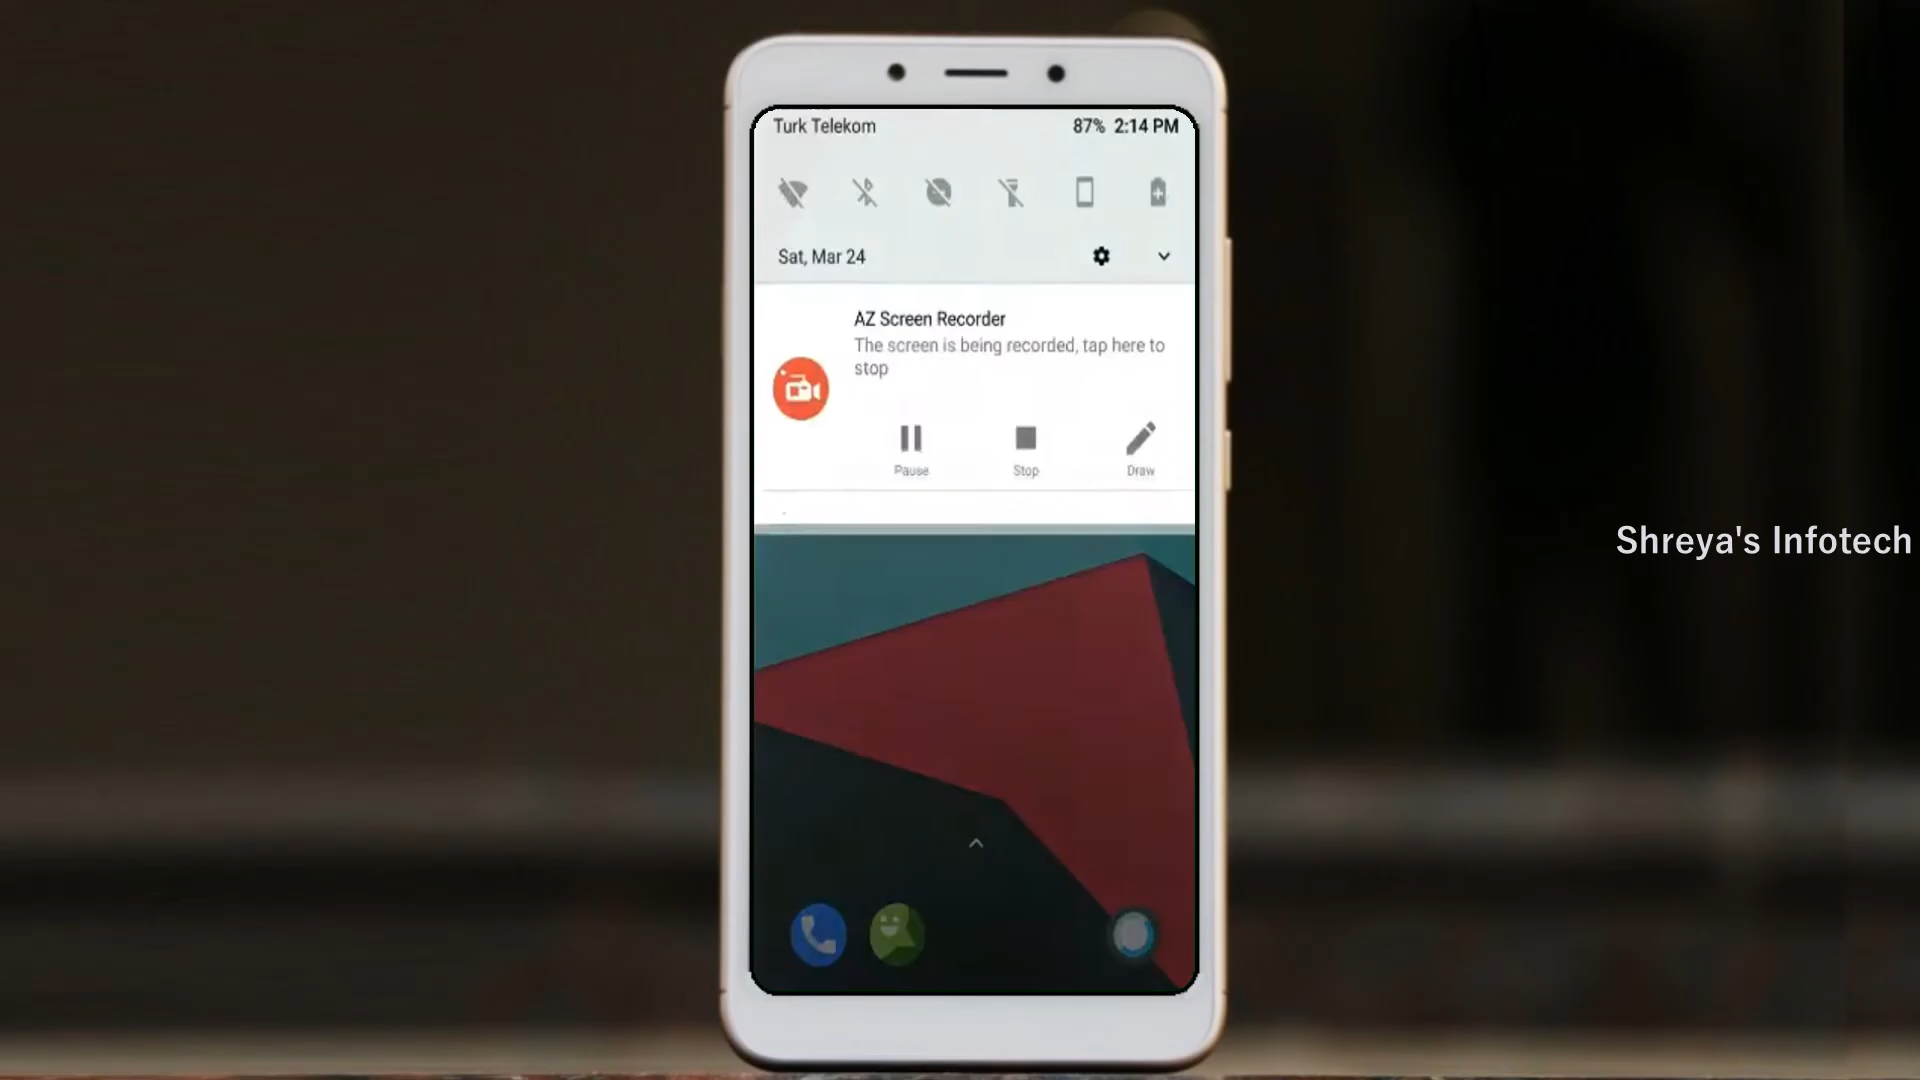 Turk Telekom 87% 2:14 PM
Sat, Mar 24
AZ Screen Recorder
The screen is being recorded, tap here to
stop
Pause Stop Draw
Shreya's Infotech